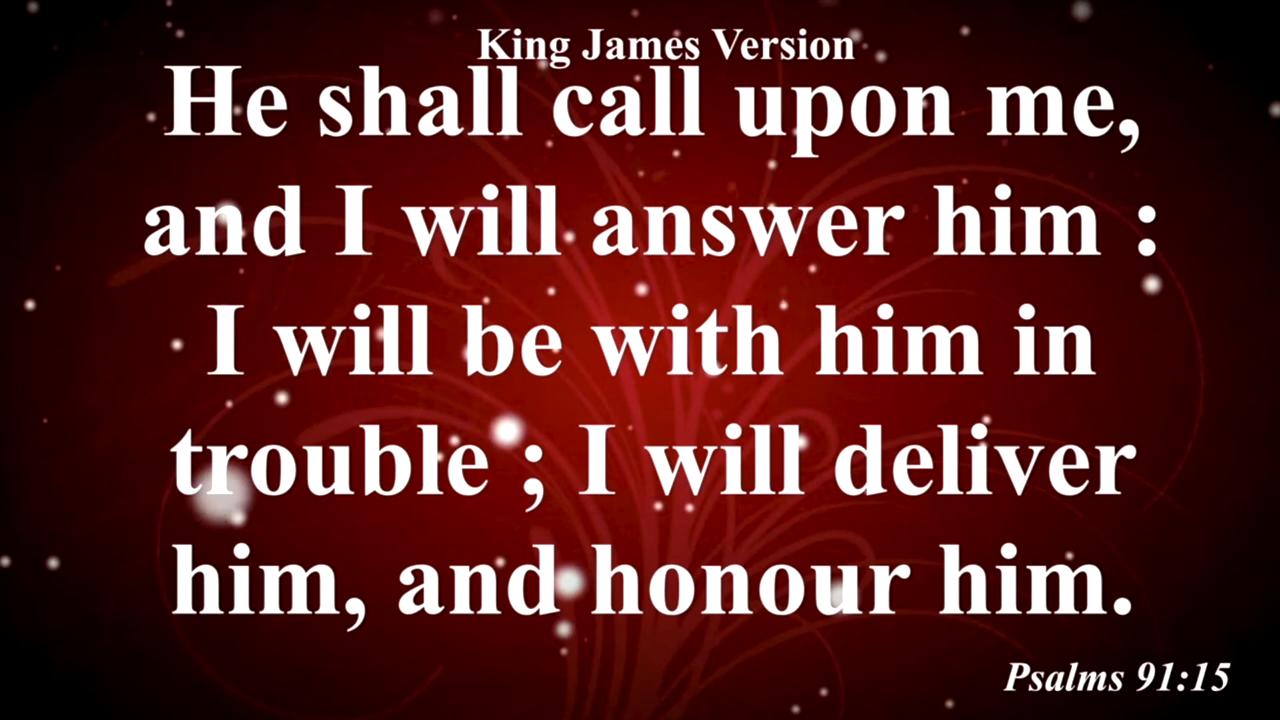 King James Version
He shall call upon me,
and I will answer him :
I will be with him in
trouble ; I will deliver
him, and honour him.
Psalms 91:15